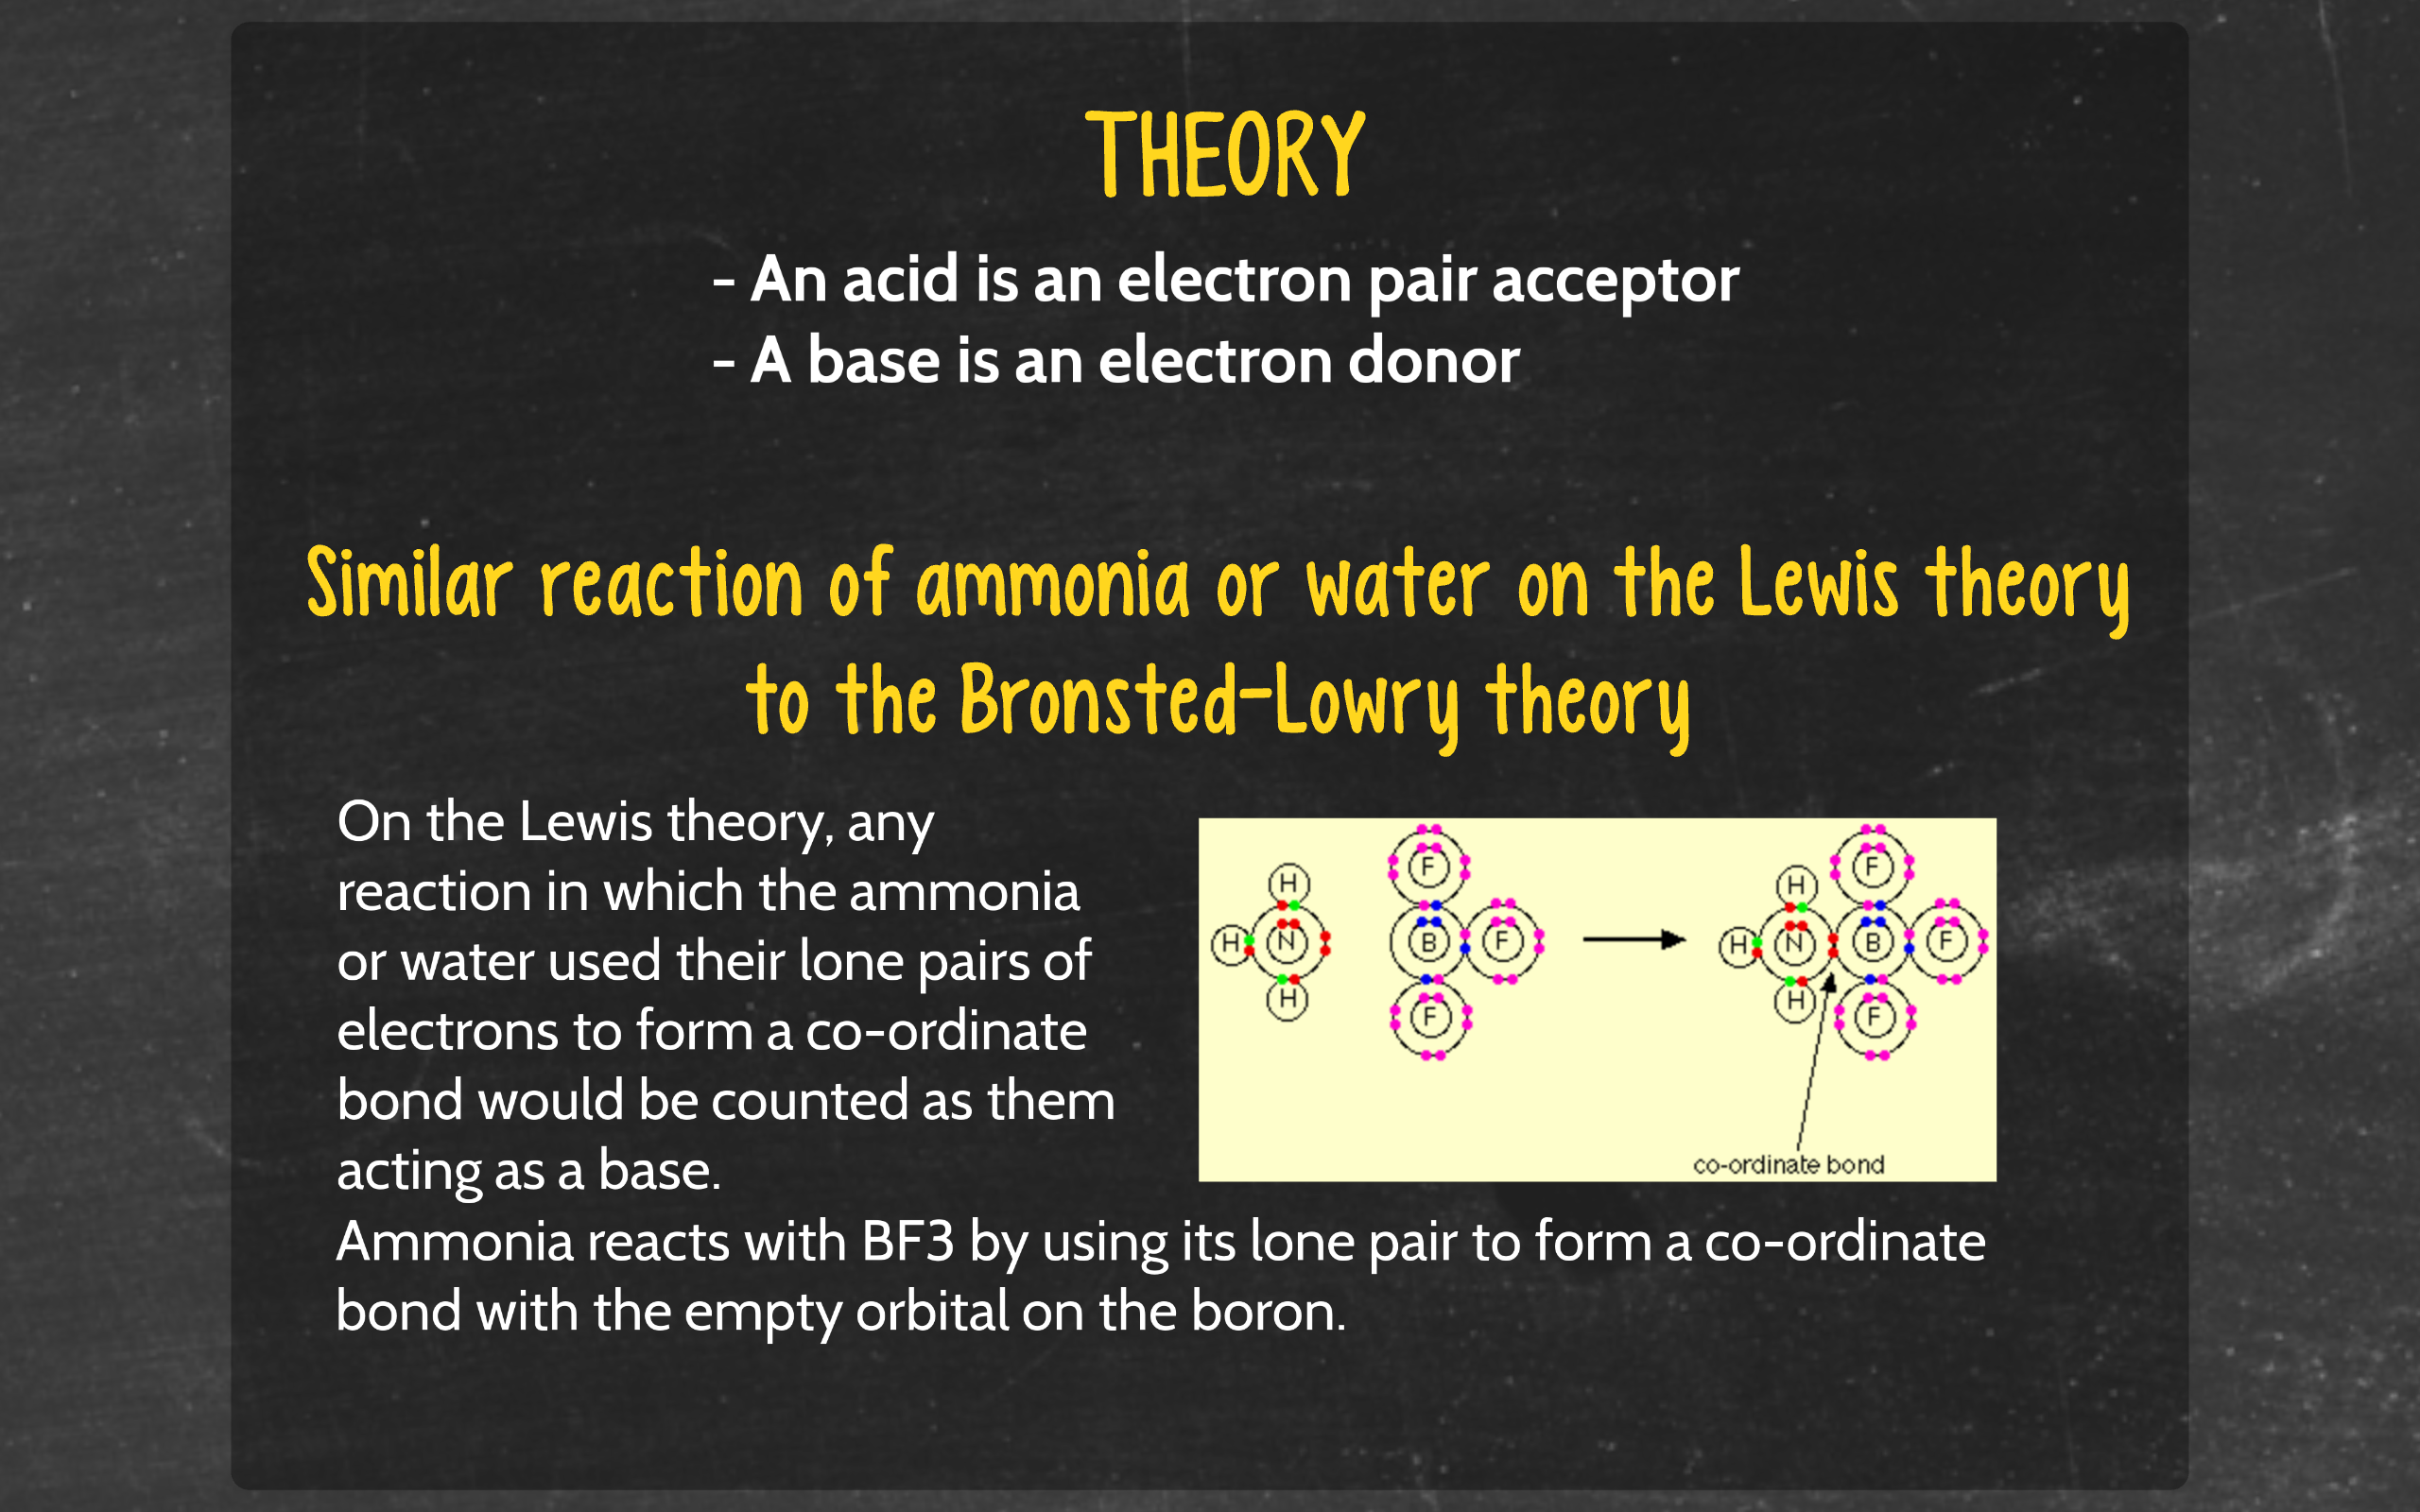 THEORY
- An acid is an electron pair acceptor
- A base is an electron donor
Similar reaction of ammonia or water on the Lewis theory
to the Bronsted-Lowry theory
On the Lewis theory, any
reaction in which the ammonia
or water used their lone pairs of
electrons to form a co-ordinate
bond would be counted as them
acting as a base.
Ammonia reacts with BF3 by using its lone pair to form a co-ordinate
bond with the empty orbital on the boron.
F F
H H
H N B F H N B F
H H
F F
co-ordinate bond